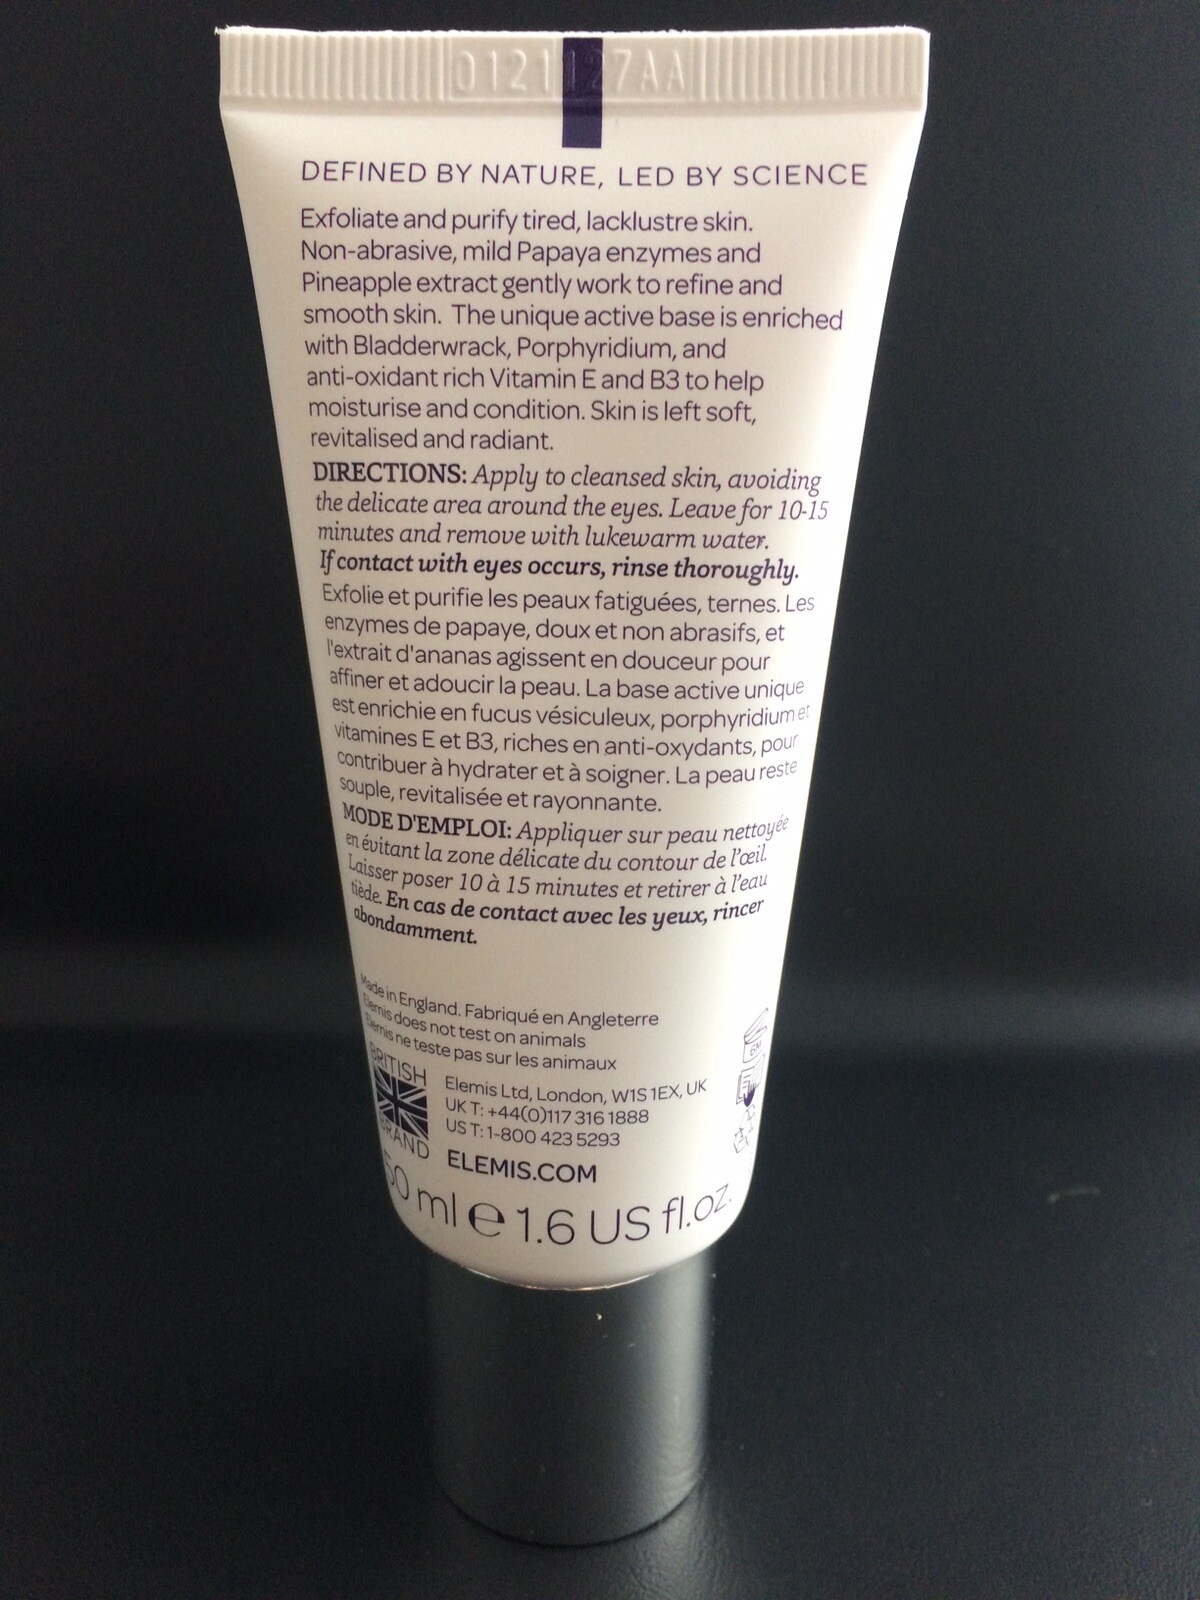 0121127AA
DEFINED BY NATURE, LED BY SCIENCE
Exfoliate and purify tired, lacklustre skin.
Non-abrasive, mild Papaya enzymes and
Pineapple extract gently work to refine and
smooth skin. The unique active base is enriched
with Bladderwrack, Porphyridium, and
anti-oxidant rich Vitamin E and B3 to help
moisturise and condition. Skin is left soft,
revitalised and radiant.
DIRECTIONS: Apply to cleansed skin, avoiding
the delicate area around the eyes. Leave for 10-15
minutes and remove with lukewarm water.
If contact with eyes occurs, rinse thoroughly.
Exfolie et purifie les peaux fatiguées, ternes. Les
enzymes de papaye, doux et non abrasifs, et
l'extrait d'ananas agissent en douceur pour
affiner et adoucir la peau. La base active unique
est enrichie en fucus vésiculeux, porphyridium et
vitamines E et B3, riches en anti-oxydants, pour
contribuer à hydrater et à soigner. La peau reste
souple, revitalisée et rayonnante.
MODE D'EMPLOI: Appliquer sur peau nettoyée
en évitant la zone délicate du contour de l'œil.
Laisser poser 10 à 15 minutes et retirer à l'eau
tiède. En cas de contact avec les yeux, rincer
abondamment.
Made in England. Fabriqué en Angleterre
Elemis does not test on animals
Elemis ne teste pas sur les animaux
BRITISH
BRAND
Elemis Ltd, London, W1S 1EX, UK
UK T: +44(0)117 316 1888
US T: 1-800 423 5293
ELEMIS.COM
6M
50 ml e 1.6 US fl.oz.